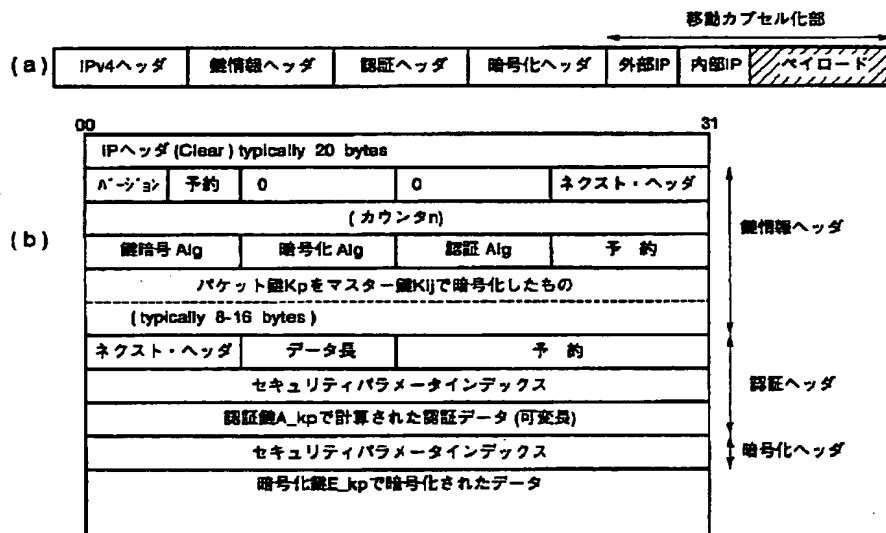 移動カプセル化部
(a) IPv4ヘッダ 鍵情報ヘッダ 認証ヘッダ 暗号化ヘッダ 外部IP 内部IP ペイロード
00 31
IPヘッダ(Clear) typically 20 bytes
バージョン 予約 0 0 ネクスト・ヘッダ
(カウンタn)
鍵情報ヘッダ
(b) 鍵暗号 Alg 暗号化 Alg 認証 Alg 予 約
パケット鍵Kpをマスター鍵Kijで暗号化したもの
(typically 8-16 bytes)
ネクスト・ヘッダ データ長 予 約
セキュリティパラメータインデックス 認証ヘッダ
認証鍵A_kpで計算された認証データ(可変長)
セキュリティパラメータインデックス 暗号化ヘッダ
暗号化鍵E_kpで暗号化されたデータ